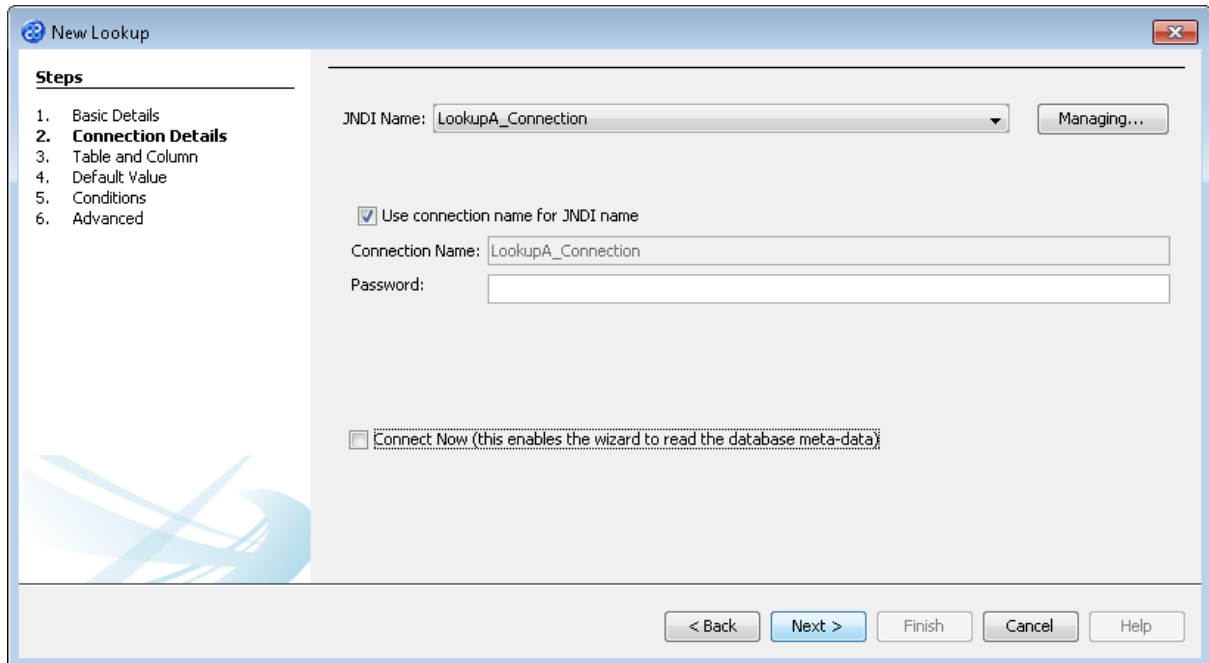 New Lookup
Steps
1. Basic Details
2. Connection Details
3. Table and Column
4. Default Value
5. Conditions
6. Advanced
JNDI Name: LookupA_Connection Managing...
Use connection name for JNDI name
Connection Name: LookupA_Connection
Password:
Connect Now (this enables the wizard to read the database meta-data)
< Back Next > Finish Cancel Help